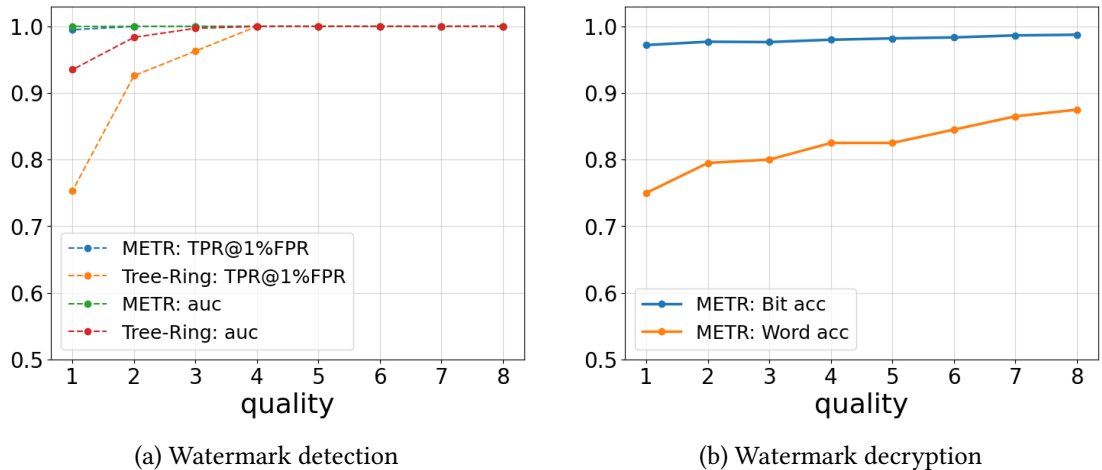 1.0
0.9
0.8
0.7
0.6
0.5
METR: TPR@1%FPR
Tree-Ring: TPR@1%FPR
METR: auc
Tree-Ring: auc
1 2 3 4 5 6 7 8
quality
(a) Watermark detection
1.0
0.9
0.8
0.7
0.6
0.5
METR: Bit acc
METR: Word acc
1 2 3 4 5 6 7 8
quality
(b) Watermark decryption